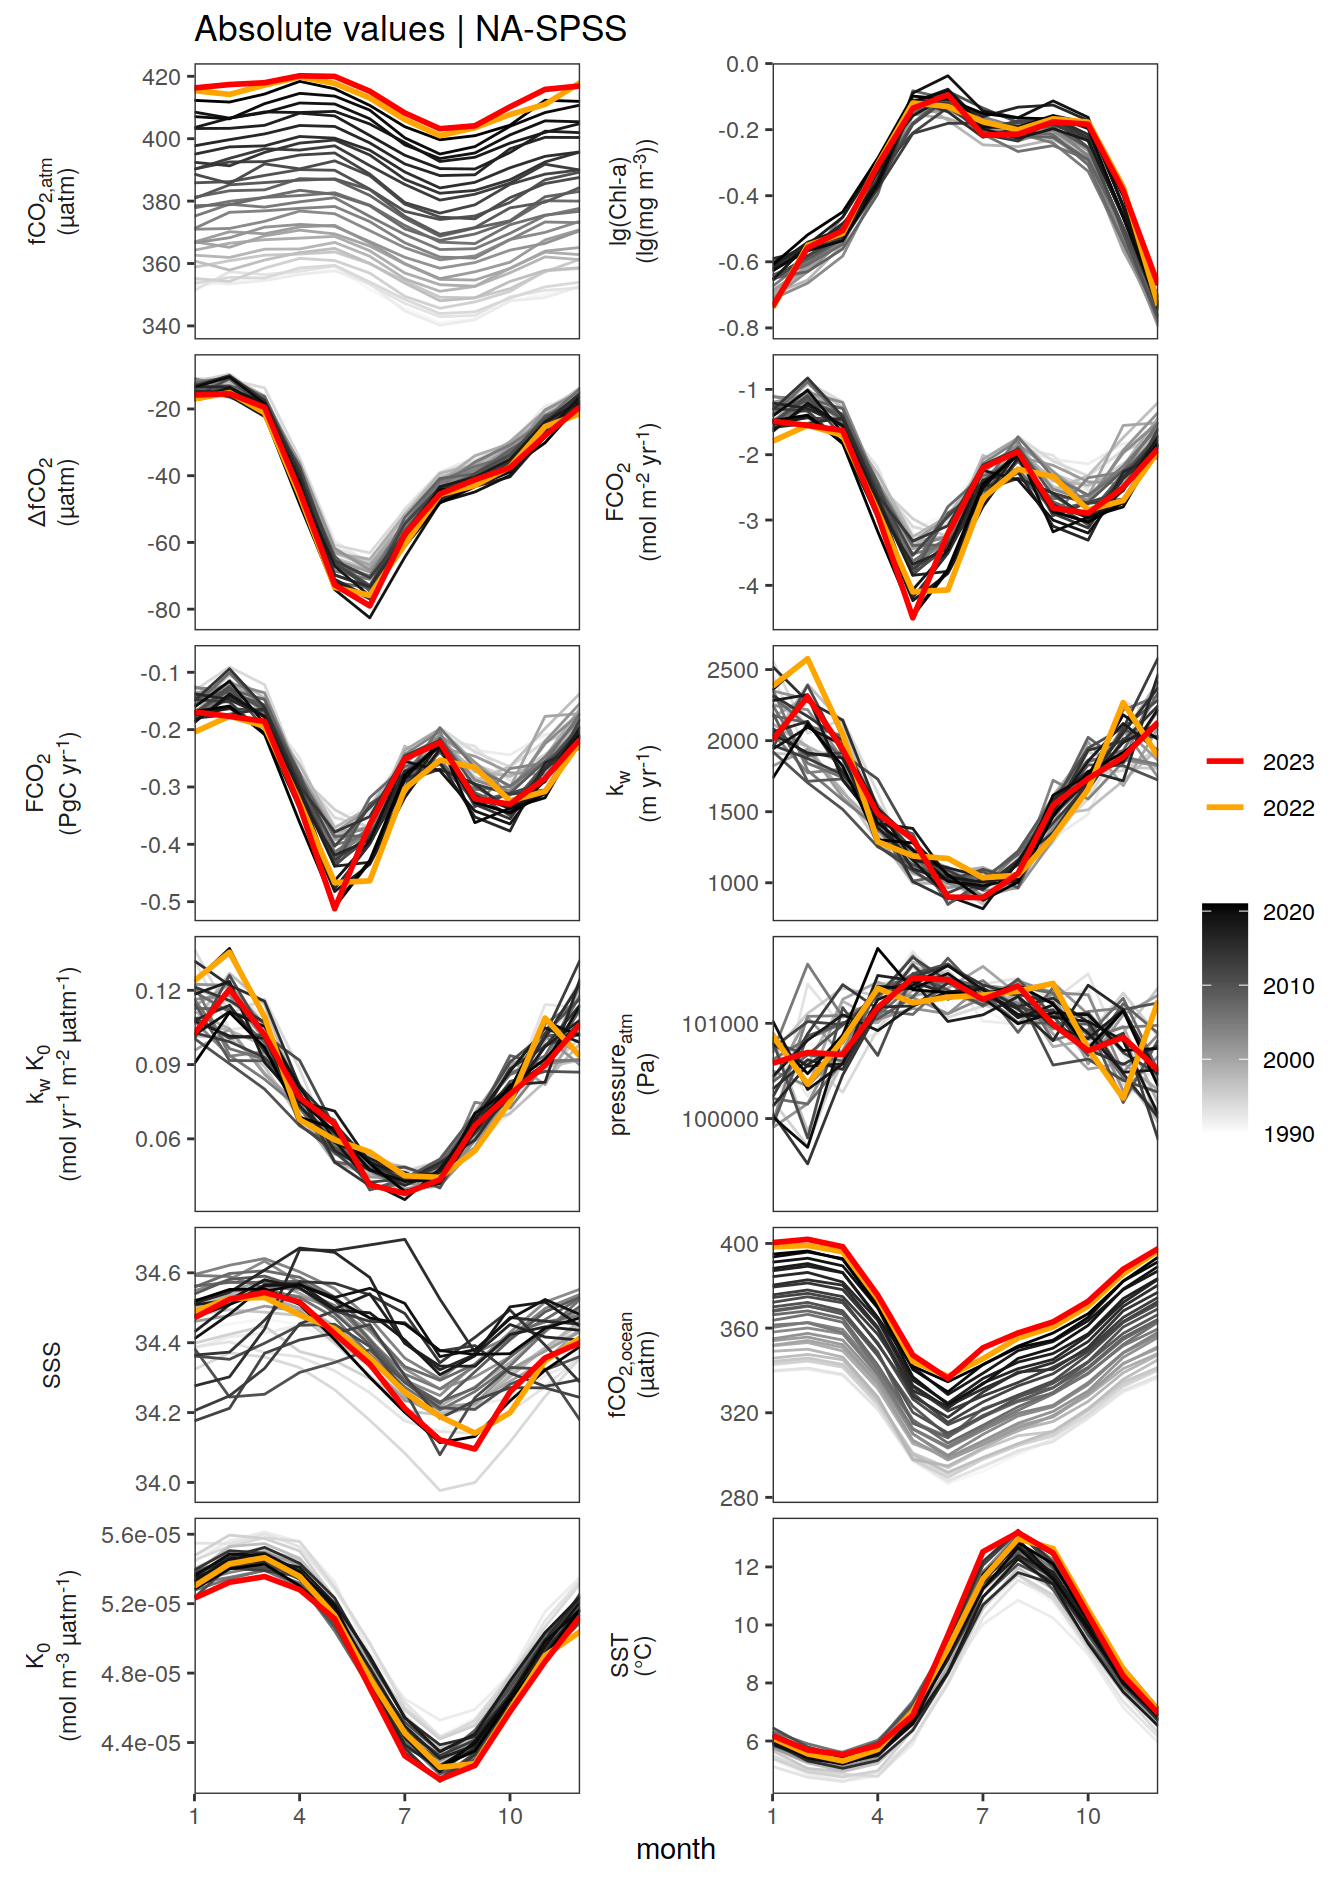 Absolute values | NA-SPSS
fCO2,atm
(µatm)
420
400
380
360
340
lg(Chl-a)
(lg(mg m-3))
0.0
-0.2
-0.4
-0.6
-0.8
ΔfCO2
(µatm)
-20
-40
-60
-80
FCO2
(mol m-2 yr-1)
-1
-2
-3
-4
FCO2
(PgC yr-1)
-0.1
-0.2
-0.3
-0.4
-0.5
kw
(m yr-1)
2500
2000
1500
1000
kw K0
(mol yr-1 m-2 µatm-1)
0.12
0.09
0.06
pressureatm
(Pa)
101000
100000
SSS
34.6
34.4
34.2
34.0
fCO2,ocean
(µatm)
400
360
320
280
K0
(mol m-3 µatm-1)
5.6e-05
5.2e-05
4.8e-05
4.4e-05
SST
(°C)
12
10
8
6
1 4 7 10
1 4 7 10
month
2023
2022
2020
2010
2000
1990